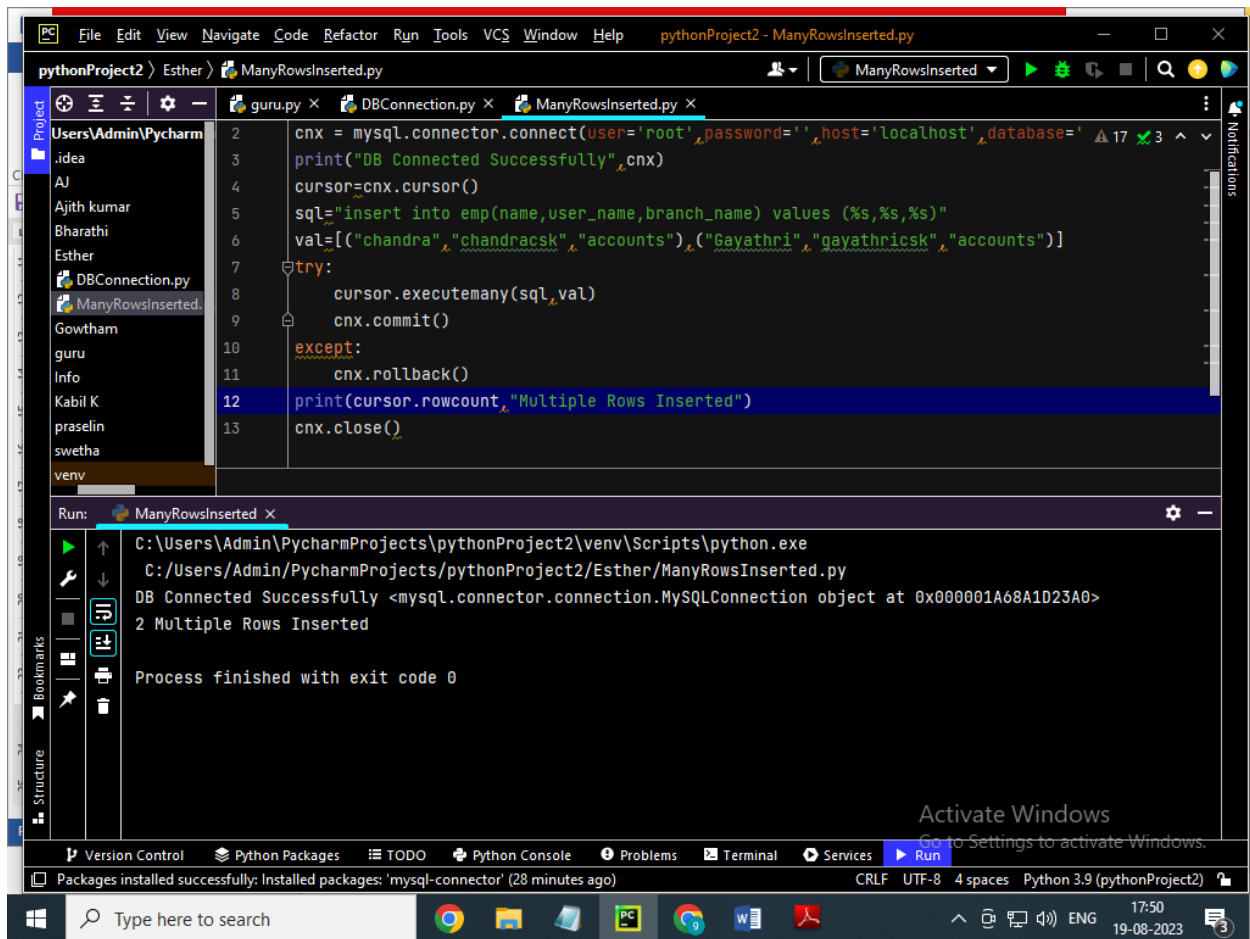 PC File Edit View Navigate Code Refactor Run Tools VCS Window Help pythonProject2 - ManyRowsInserted.py
pythonProject2 〉 Esther 〉 ManyRowsInserted.py
ManyRowsInserted
guru.py × DBConnection.py × ManyRowsInserted.py ×
Project
Users\Admin\Pycharm
.idea
AJ
Ajith kumar
Bharathi
Esther
DBConnection.py
ManyRowsInserted.
Gowtham
guru
Info
Kabil K
praselin
swetha
venv
2 cnx = mysql.connector.connect(user='root',password='',host='localhost',database='
17 3
3 print("DB Connected Successfully",cnx)
4 cursor=cnx.cursor()
5 sql="insert into emp(name,user_name,branch_name) values (%s,%s,%s)"
6 val=[("chandra","chandracsk","accounts"),("Gayathri","gayathricsk","accounts")]
7 try:
8 cursor.executemany(sql,val)
9 cnx.commit()
10 except:
11 cnx.rollback()
12 print(cursor.rowcount,"Multiple Rows Inserted")
13 cnx.close()
Notifications
Run: ManyRowsInserted ×
C:\Users\Admin\PycharmProjects\pythonProject2\venv\Scripts\python.exe
C:/Users/Admin/PycharmProjects/pythonProject2/Esther/ManyRowsInserted.py
DB Connected Successfully <mysql.connector.connection.MySQLConnection object at 0x000001A68A1D23A0>
2 Multiple Rows Inserted
Process finished with exit code 0
Bookmarks
Structure
Activate Windows
Go to Settings to activate Windows.
Version Control Python Packages TODO Python Console Problems Terminal Services Run
Packages installed successfully: Installed packages: 'mysql-connector' (28 minutes ago) CRLF UTF-8 4 spaces Python 3.9 (pythonProject2)
Type here to search
PC
ENG
17:50
19-08-2023
3